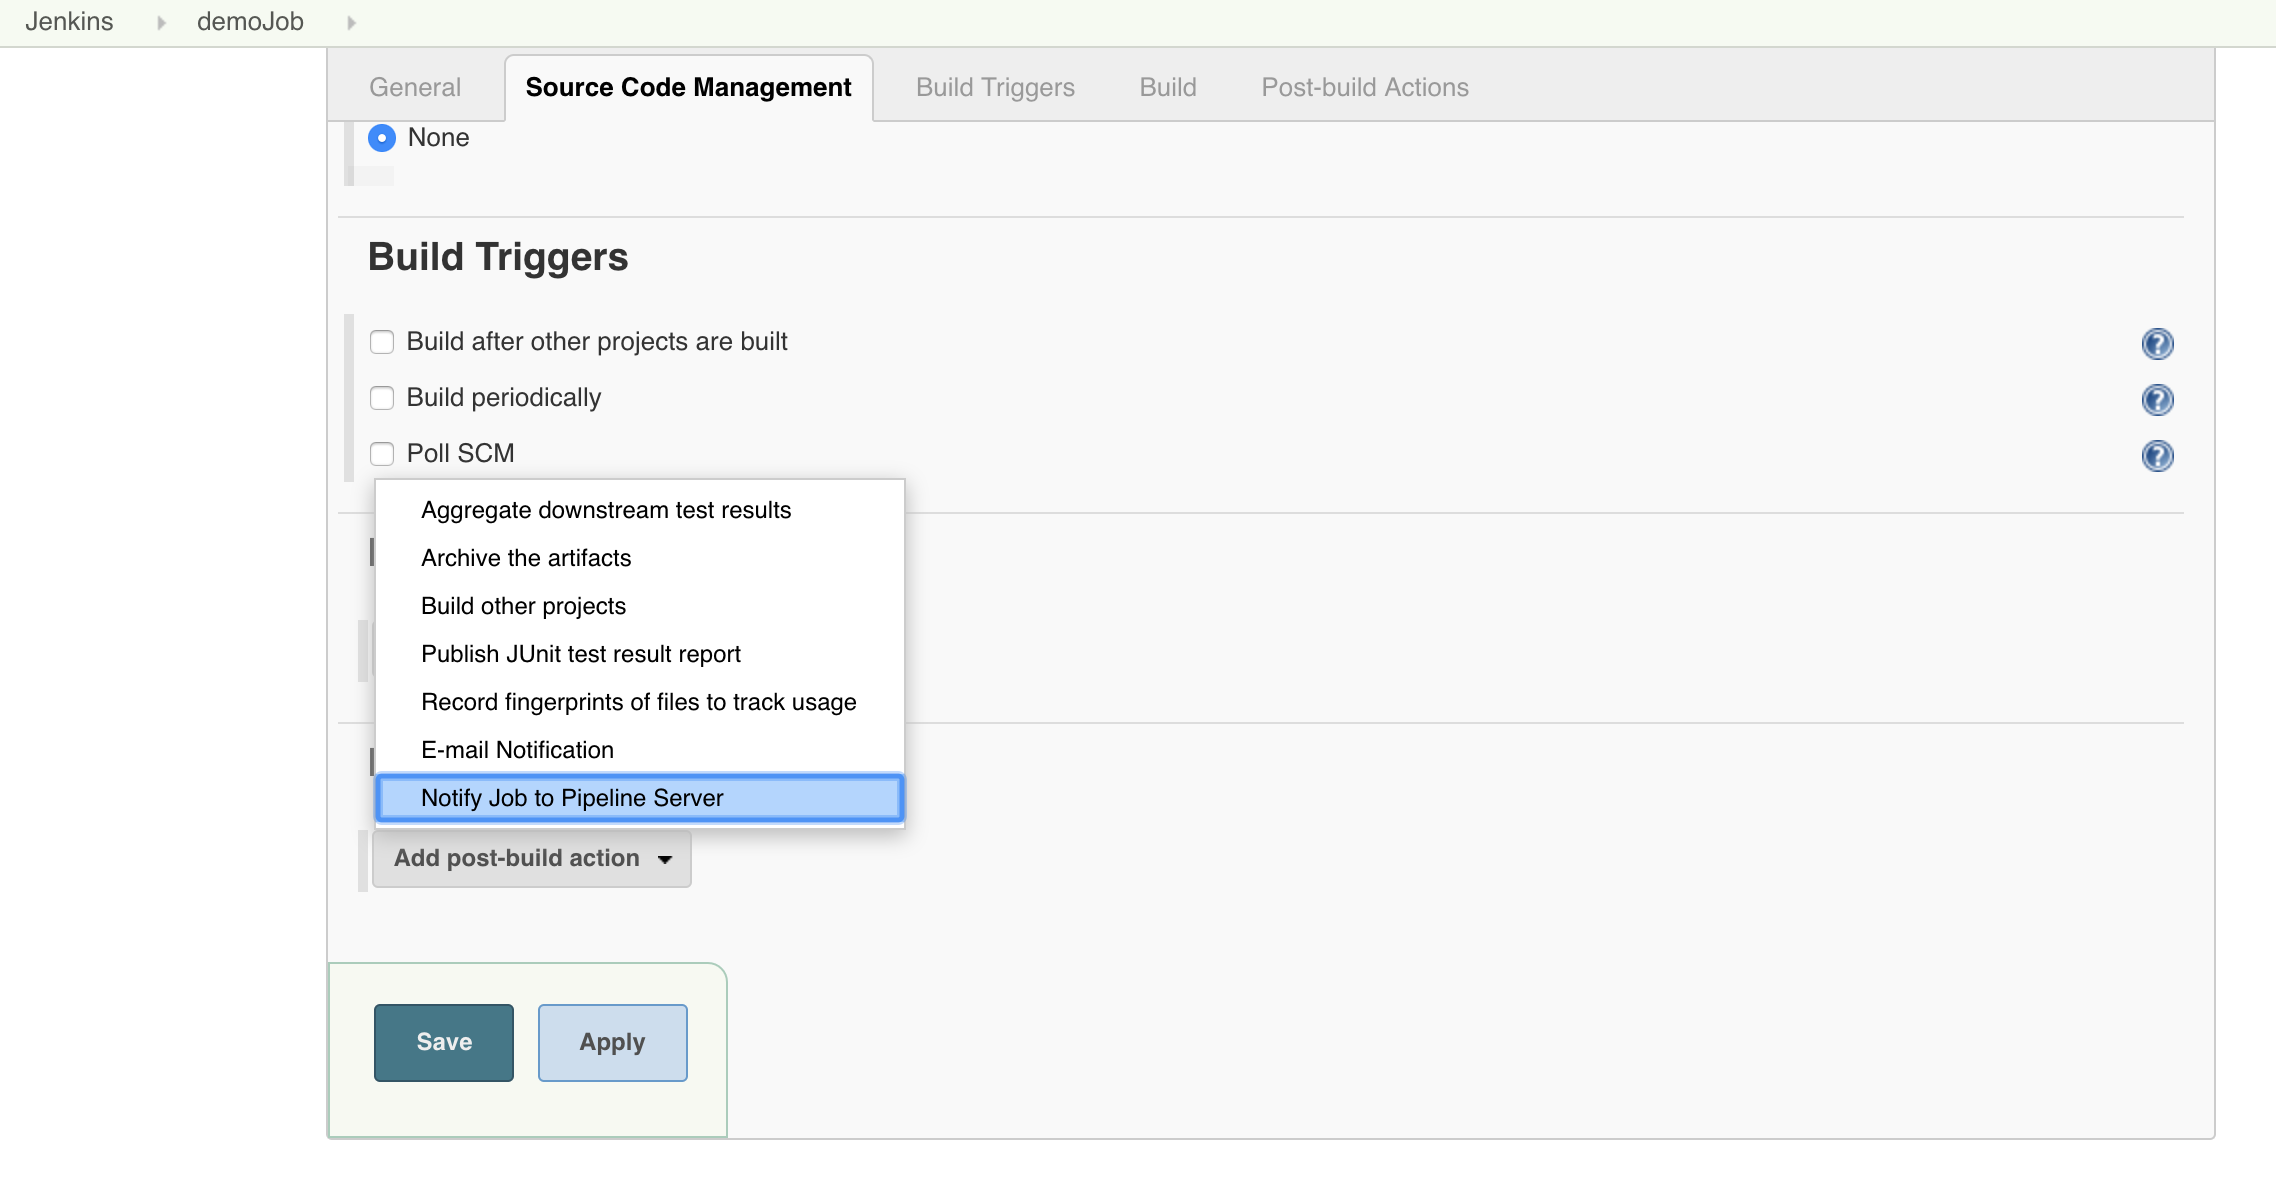 Jenkins demoJob
General Source Code Management Build Triggers Build Post-build Actions
None
Build Triggers
Build after other projects are built
Build periodically
Poll SCM
Aggregate downstream test results
Archive the artifacts
Build other projects
Publish JUnit test result report
Record fingerprints of files to track usage
E-mail Notification
Notify Job to Pipeline Server
Add post-build action
Save Apply